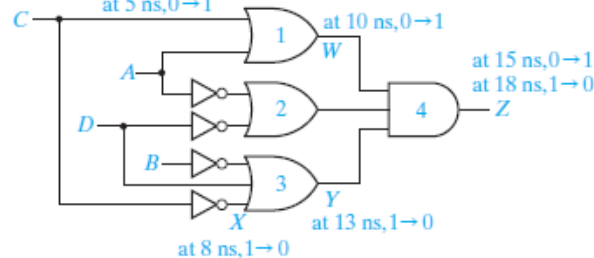 at 5 ns,0→1
C
at 10 ns,0→1
1
W
at 15 ns,0→1
A
at 18 ns,1→0
2
4
Z
D
B
3
Y
X
at 13 ns,1→0
at 8 ns,1→0